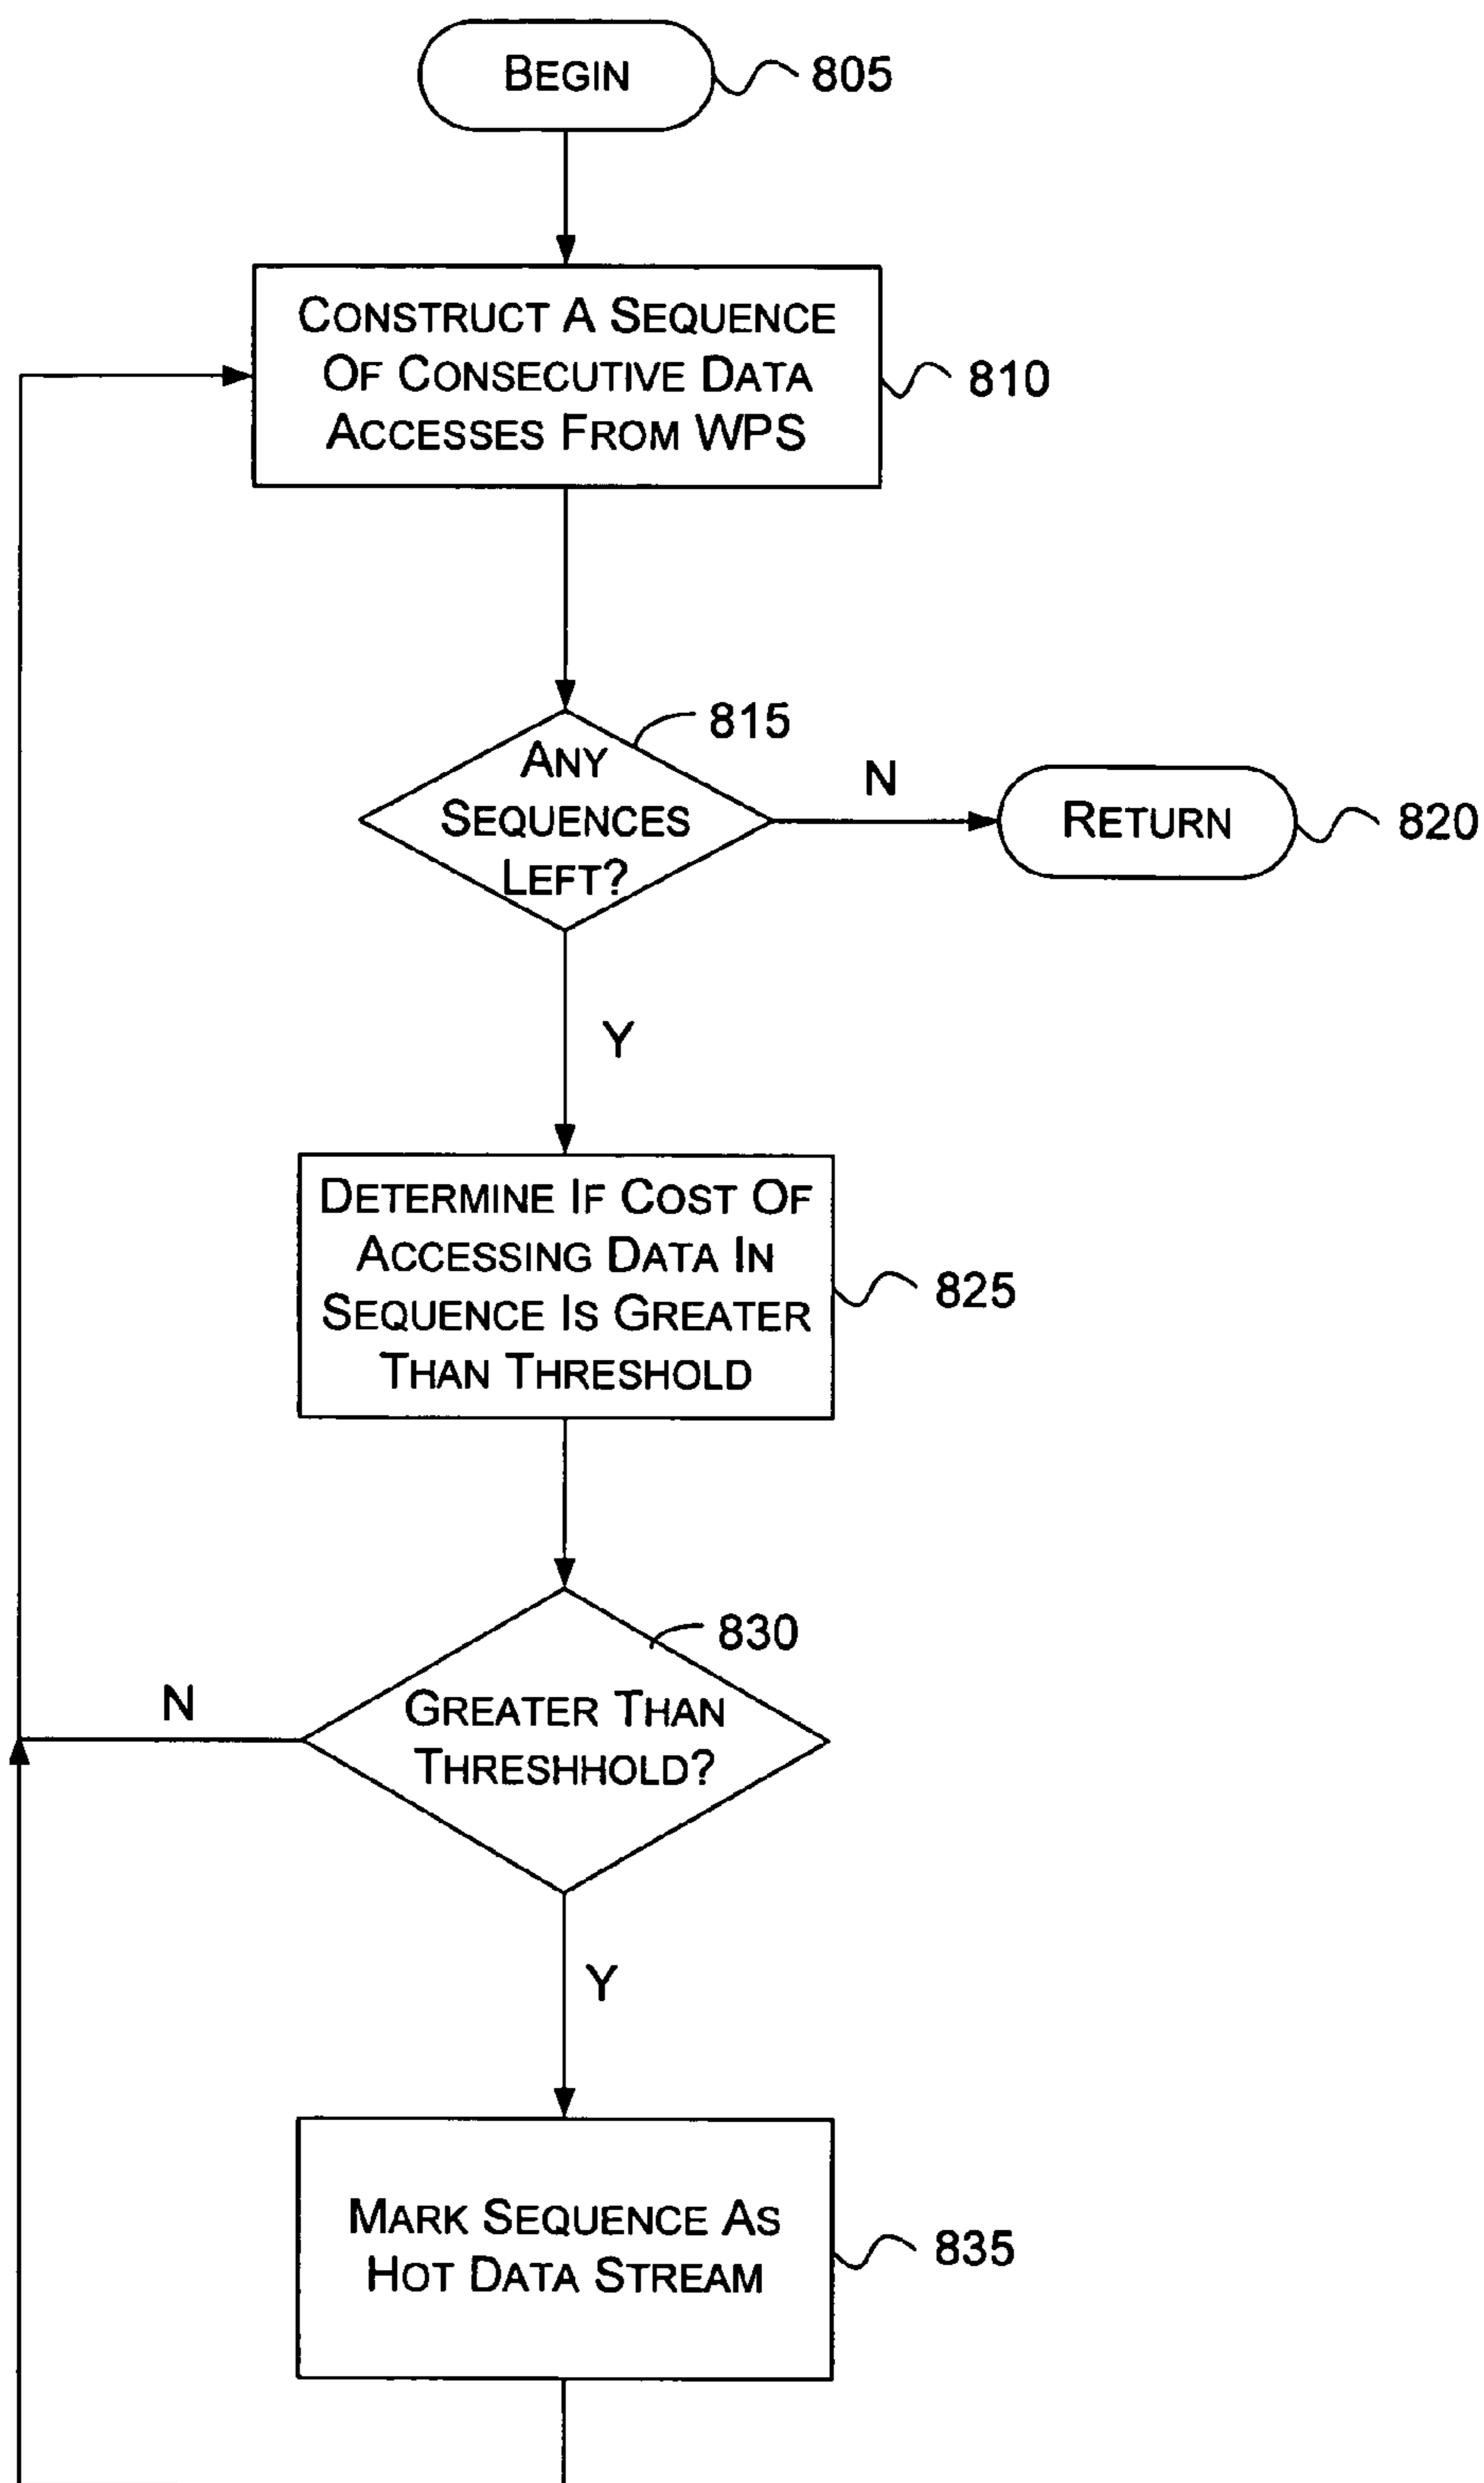 BEGIN
805
CONSTRUCT A SEQUENCE
OF CONSECUTIVE DATA
ACCESSES FROM WPS
810
815
ANY
SEQUENCES
LEFT?
N
RETURN
820
Y
DETERMINE IF COST OF
ACCESSING DATA IN
SEQUENCE IS GREATER
THAN THRESHOLD
825
830
N
GREATER THAN
THRESHHOLD?
Y
MARK SEQUENCE AS
HOT DATA STREAM
835